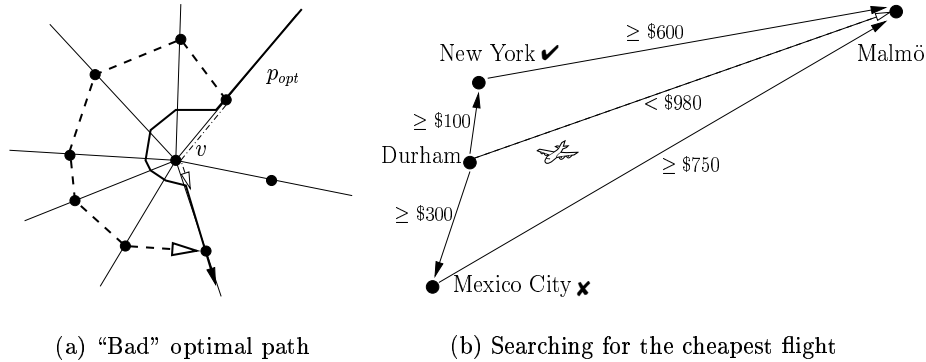 p_opt
v
(a) “Bad” optimal path
≥ $600
New York ✔
Malmö
< $980
≥ $100
Durham
≥ $750
≥ $300
Mexico City ✘
(b) Searching for the cheapest flight